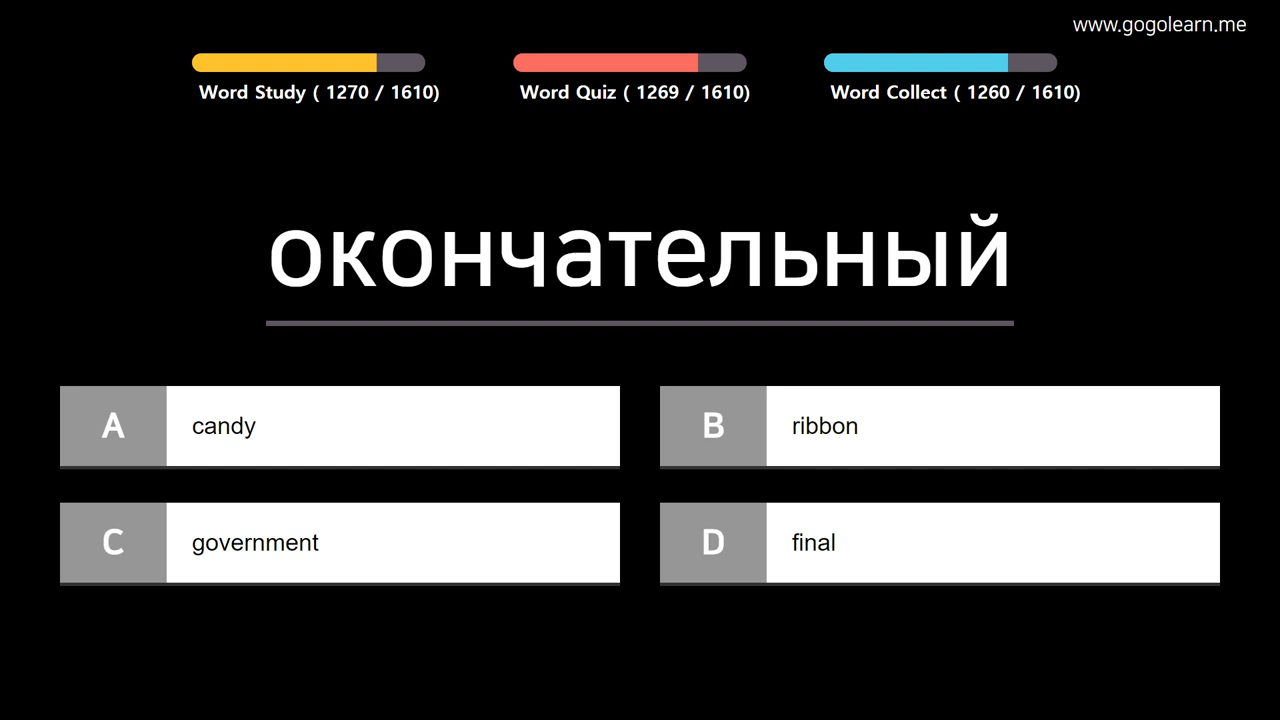 www.gogolearn.me
Word Study ( 1270 / 1610)
Word Quiz ( 1269 / 1610)
Word Collect ( 1260 / 1610)
окончательный
A candy
B ribbon
C government
D final